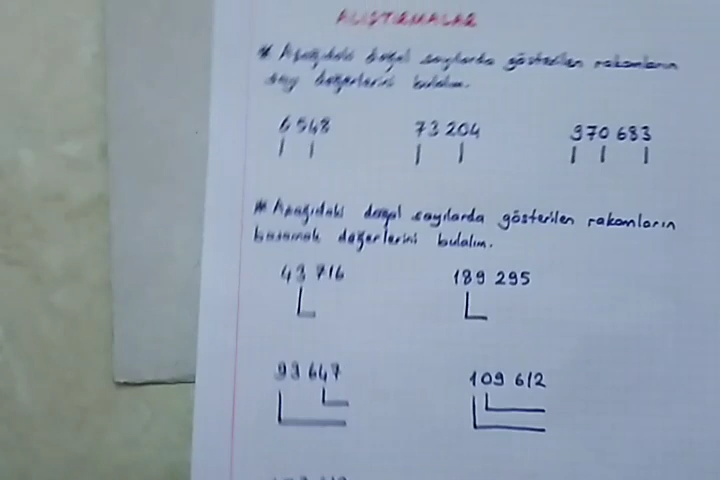 ALIŞTIRMALAR
* Aşağıdaki doğal sayılarda gösterilen rakamların
sayı değerlerini bulalım.
6 548 73 204 970 683
* Aşağıdaki doğal sayılarda gösterilen rakamların
basamak değerlerini bulalım.
43 716 189 295
93 647 109 612